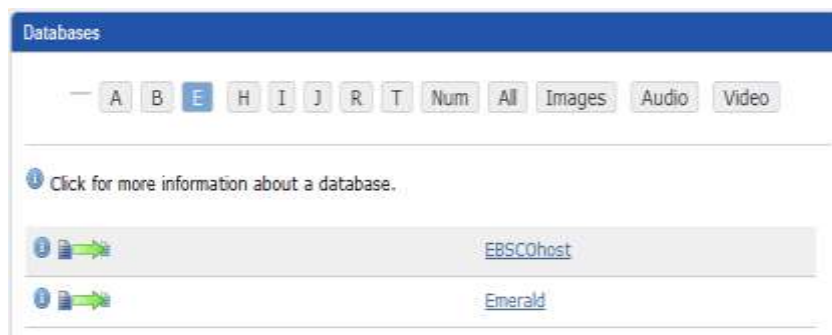 Databases
A B E H I J R T Num All Images Audio Video
Click for more information about a database.
EBSCOhost
Emerald